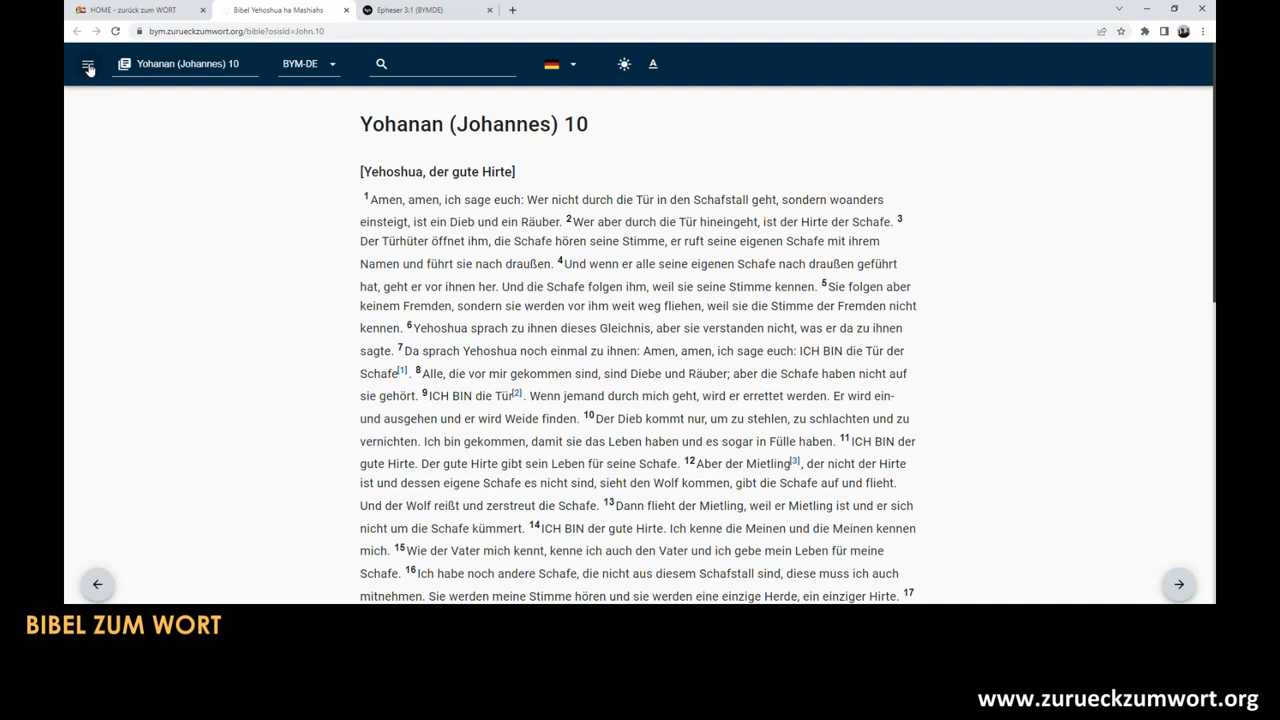 HOME - zurück zum WORT
Bibel Yehoshua ha Mashiahs
Epheser 3:1 (BYMDE)
bym.zurueckzumwort.org/bible?osisId=John.10
Yohanan (Johannes) 10
BYM-DE
A
Yohanan (Johannes) 10
[Yehoshua, der gute Hirte]
1 Amen, amen, ich sage euch: Wer nicht durch die Tür in den Schafstall geht, sondern woanders
einsteigt, ist ein Dieb und ein Räuber. 2 Wer aber durch die Tür hineingeht, ist der Hirte der Schafe. 3
Der Türhüter öffnet ihm, die Schafe hören seine Stimme, er ruft seine eigenen Schafe mit ihrem
Namen und führt sie nach draußen. 4 Und wenn er alle seine eigenen Schafe nach draußen geführt
hat, geht er vor ihnen her. Und die Schafe folgen ihm, weil sie seine Stimme kennen. 5 Sie folgen aber
keinem Fremden, sondern sie werden vor ihm weit weg fliehen, weil sie die Stimme der Fremden nicht
kennen. 6 Yehoshua sprach zu ihnen dieses Gleichnis, aber sie verstanden nicht, was er da zu ihnen
sagte. 7 Da sprach Yehoshua noch einmal zu ihnen: Amen, amen, ich sage euch: ICH BIN die Tür der
Schafe[1]. 8 Alle, die vor mir gekommen sind, sind Diebe und Räuber; aber die Schafe haben nicht auf
sie gehört. 9 ICH BIN die Tür[2]. Wenn jemand durch mich geht, wird er errettet werden. Er wird ein-
und ausgehen und er wird Weide finden. 10 Der Dieb kommt nur, um zu stehlen, zu schlachten und zu
vernichten. Ich bin gekommen, damit sie das Leben haben und es sogar in Fülle haben. 11 ICH BIN der
gute Hirte. Der gute Hirte gibt sein Leben für seine Schafe. 12 Aber der Mietling[3], der nicht der Hirte
ist und dessen eigene Schafe es nicht sind, sieht den Wolf kommen, gibt die Schafe auf und flieht.
Und der Wolf reißt und zerstreut die Schafe. 13 Dann flieht der Mietling, weil er Mietling ist und er sich
nicht um die Schafe kümmert. 14 ICH BIN der gute Hirte. Ich kenne die Meinen und die Meinen kennen
mich. 15 Wie der Vater mich kennt, kenne ich auch den Vater und ich gebe mein Leben für meine
Schafe. 16 Ich habe noch andere Schafe, die nicht aus diesem Schafstall sind, diese muss ich auch
mitnehmen. Sie werden meine Stimme hören und sie werden eine einzige Herde, ein einziger Hirte. 17
BIBEL ZUM WORT
www.zurueckzumwort.org